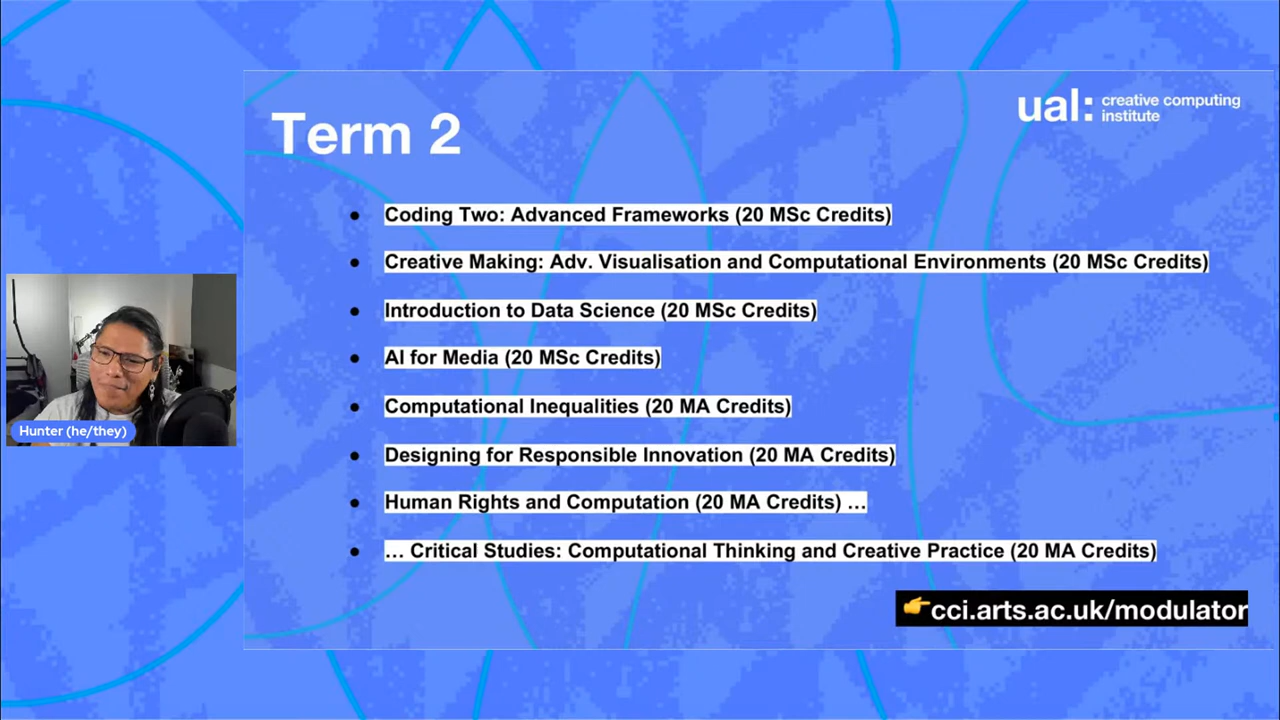 Term 2
ual: creative computing
institute
Coding Two: Advanced Frameworks (20 MSc Credits)
Creative Making: Adv. Visualisation and Computational Environments (20 MSc Credits)
Introduction to Data Science (20 MSc Credits)
AI for Media (20 MSc Credits)
Computational Inequalities (20 MA Credits)
Designing for Responsible Innovation (20 MA Credits)
Human Rights and Computation (20 MA Credits) …
… Critical Studies: Computational Thinking and Creative Practice (20 MA Credits)
👉cci.arts.ac.uk/modulator
Hunter (he/they)